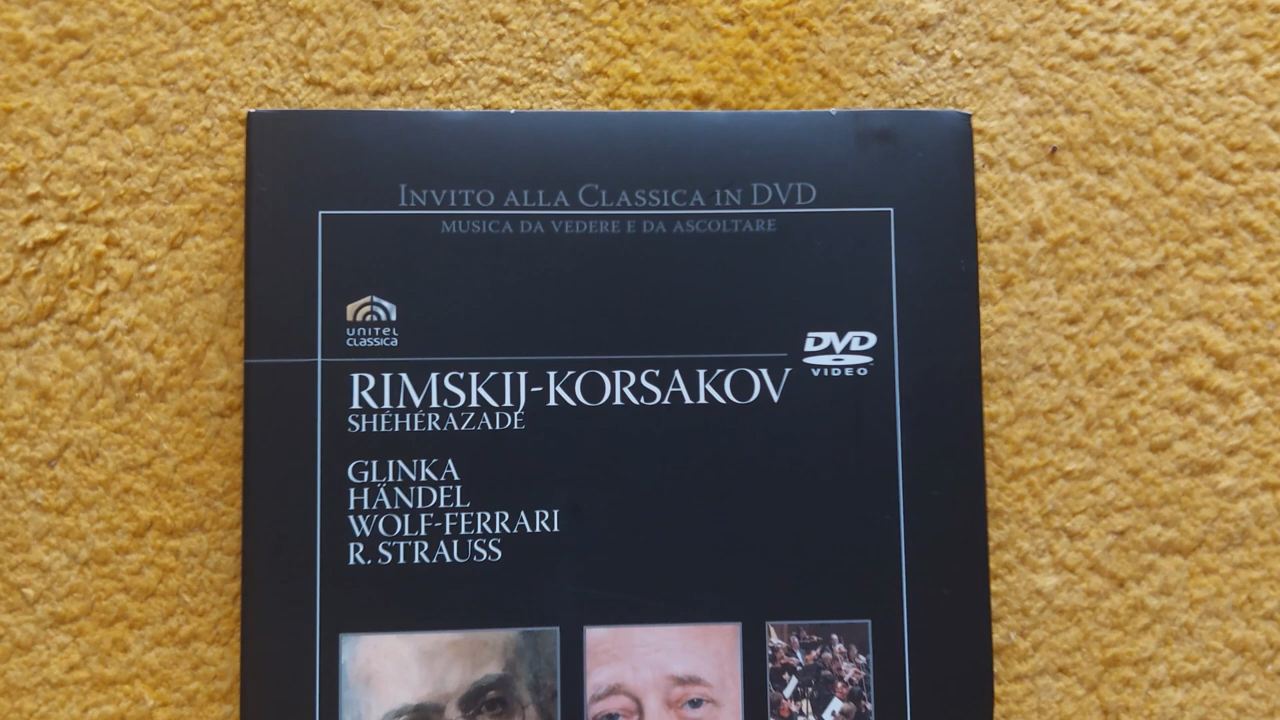 INVITO ALLA CLASSICA IN DVD
MUSICA DA VEDERE E DA ASCOLTARE
UNITEL
CLASSICA
DVD
VIDEO
RIMSKIJ-KORSAKOV
SHÉHÉRAZADE
GLINKA
HÄNDEL
WOLF-FERRARI
R. STRAUSS